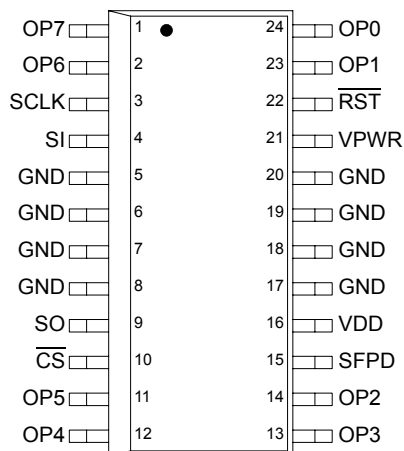 OP7 1 24 OP0
OP6 2 23 OP1
SCLK 3 22 R̅S̅T̅
SI 4 21 VPWR
GND 5 20 GND
GND 6 19 GND
GND 7 18 GND
GND 8 17 GND
SO 9 16 VDD
C̅S̅ 10 15 SFPD
OP5 11 14 OP2
OP4 12 13 OP3